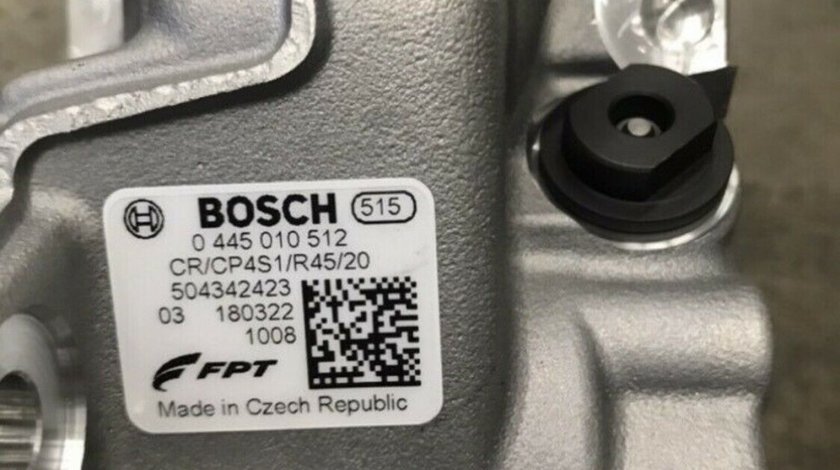 BOSCH 515
0 445 010 512
CR/CP4S1/R45/20
504342423
03 180322
1008
FPT
Made in Czech Republic